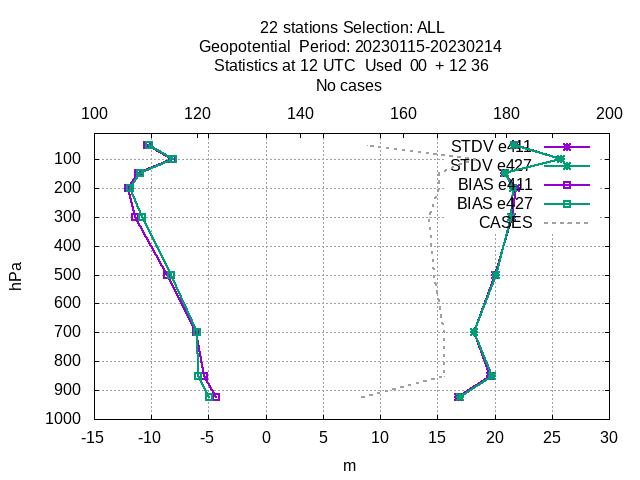 22 stations Selection: ALL
Geopotential  Period: 20230115-20230214
Statistics at 12 UTC  Used  00  + 12 36
No cases
100 120 140 160 180 200
STDV e411
100
STDV e427
BIAS e411
200
BIAS e427
300
CASES
400
hPa
500
600
700
800
900
1000
-15 -10 -5 0 5 10 15 20 25 30
m